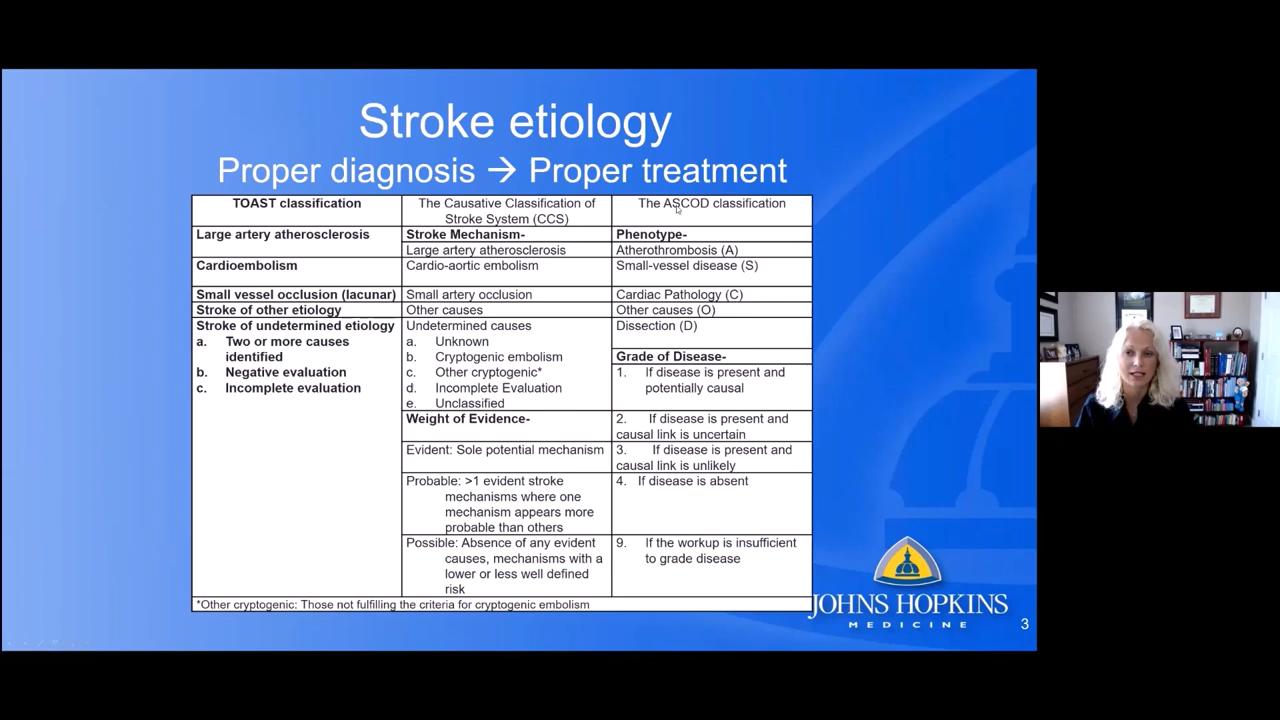 Stroke etiology
Proper diagnosis → Proper treatment
TOAST classification
The Causative Classification of
Stroke System (CCS)
The ASCOD classification
Large artery atherosclerosis
Stroke Mechanism-
Phenotype-
Large artery atherosclerosis
Atherothrombosis (A)
Cardioembolism
Cardio-aortic embolism
Small-vessel disease (S)
Small vessel occlusion (lacunar)
Small artery occlusion
Cardiac Pathology (C)
Stroke of other etiology
Other causes
Other causes (O)
Stroke of undetermined etiology
a. Two or more causes
identified
b. Negative evaluation
c. Incomplete evaluation
Undetermined causes
a. Unknown
b. Cryptogenic embolism
c. Other cryptogenic*
d. Incomplete Evaluation
e. Unclassified
Dissection (D)
Grade of Disease-
1. If disease is present and
potentially causal
Weight of Evidence-
2. If disease is present and
causal link is uncertain
Evident: Sole potential mechanism
3. If disease is present and
causal link is unlikely
Probable: >1 evident stroke
mechanisms where one
mechanism appears more
probable than others
4. If disease is absent
Possible: Absence of any evident
causes, mechanisms with a
lower or less well defined
risk
9. If the workup is insufficient
to grade disease
*Other cryptogenic: Those not fulfilling the criteria for cryptogenic embolism
JOHNS HOPKINS
MEDICINE
3